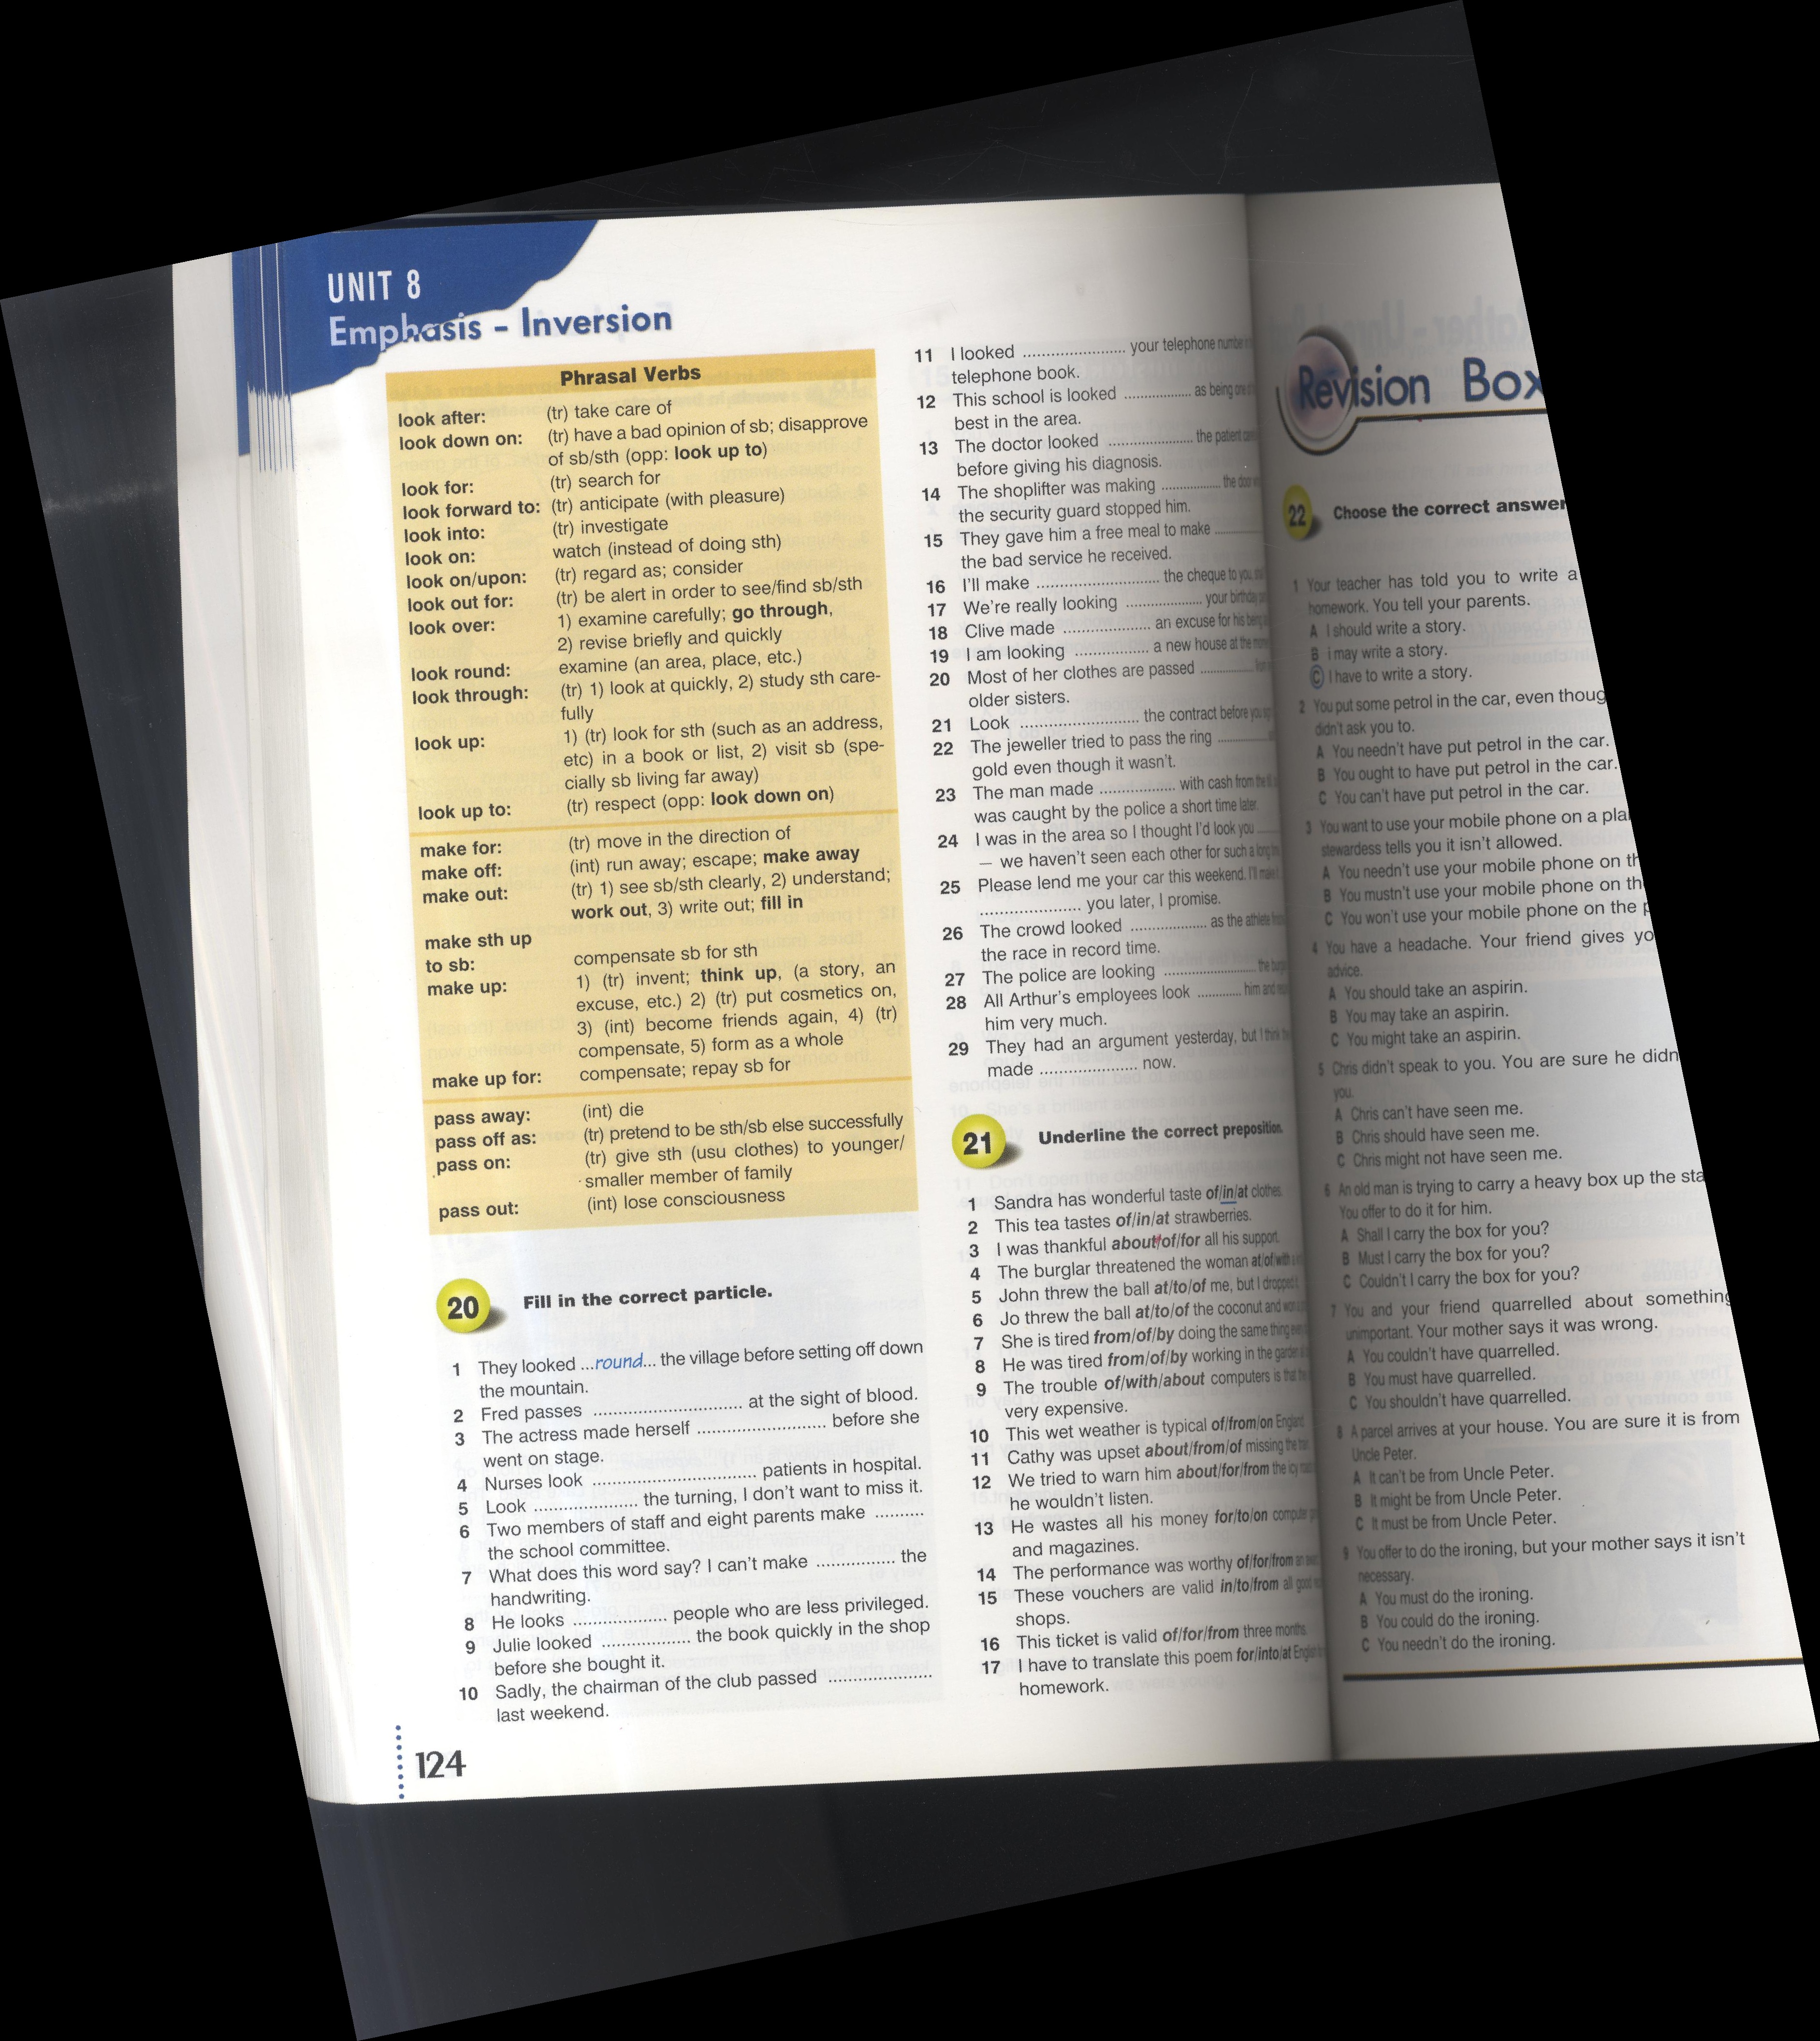 UNIT 8
Emphasis - Inversion
Phrasal Verbs
look after: (tr) take care of
look down on: (tr) have a bad opinion of sb; disapprove
of sb/sth (opp: look up to)
look for: (tr) search for
look forward to: (tr) anticipate (with pleasure)
look into: (tr) investigate
look on: watch (instead of doing sth)
look on/upon: (tr) regard as; consider
look out for: (tr) be alert in order to see/find sb/sth
look over: 1) examine carefully; go through,
2) revise briefly and quickly
look round: examine (an area, place, etc.)
look through: (tr) 1) look at quickly, 2) study sth care-
fully
look up: 1) (tr) look for sth (such as an address,
etc) in a book or list, 2) visit sb (spe-
cially sb living far away)
look up to: (tr) respect (opp: look down on)
make for: (tr) move in the direction of
make off: (int) run away; escape; make away
make out: (tr) 1) see sb/sth clearly, 2) understand;
work out, 3) write out; fill in
make sth up
to sb: compensate sb for sth
make up: 1) (tr) invent; think up, (a story, an
excuse, etc.) 2) (tr) put cosmetics on,
3) (int) become friends again, 4) (tr)
compensate, 5) form as a whole
make up for: compensate; repay sb for
pass away: (int) die
pass off as: (tr) pretend to be sth/sb else successfully
pass on: (tr) give sth (usu clothes) to younger/
smaller member of family
pass out: (int) lose consciousness
20 Fill in the correct particle.
1 They looked ...round... the village before setting off down
the mountain.
2 Fred passes ............................ at the sight of blood.
3 The actress made herself ........................ before she
went on stage.
4 Nurses look ............................... patients in hospital.
5 Look .................... the turning, I don't want to miss it.
6 Two members of staff and eight parents make ..........
the school committee.
7 What does this word say? I can't make ............... the
handwriting.
8 He looks .................. people who are less privileged.
9 Julie looked ................. the book quickly in the shop
before she bought it.
10 Sadly, the chairman of the club passed ....................
last weekend.
124
11 I looked ...................... your telephone number
telephone book.
12 This school is looked ................. as being one
best in the area.
13 The doctor looked ..................... the patient
before giving his diagnosis.
14 The shoplifter was making ............... the door
the security guard stopped him.
15 They gave him a free meal to make ...........
the bad service he received.
16 I'll make ............................ the cheque to you
17 We're really looking ................... your birthday
18 Clive made .................... an excuse for his being
19 I am looking ................ a new house at the
20 Most of her clothes are passed ..............
older sisters.
21 Look .......................... the contract before you
22 The jeweller tried to pass the ring ..............
gold even though it wasn't.
23 The man made ................. with cash from the
was caught by the police a short time later.
24 I was in the area so I thought I'd look you
– we haven't seen each other for such a long
25 Please lend me your car this weekend. I'll make
...................... you later, I promise.
26 The crowd looked ................. as the athlete
the race in record time.
27 The police are looking ...................... the
28 All Arthur's employees look ............ him and
him very much.
29 They had an argument yesterday, but I think
made ...................... now.
21 Underline the correct preposition.
1 Sandra has wonderful taste of/in/at clothes.
2 This tea tastes of/in/at strawberries.
3 I was thankful about/of/for all his support.
4 The burglar threatened the woman at/of/with
5 John threw the ball at/to/of me, but I dropped
6 Jo threw the ball at/to/of the coconut and
7 She is tired from/of/by doing the same thing
8 He was tired from/of/by working in the garden
9 The trouble of/with/about computers is that
very expensive.
10 This wet weather is typical of/from/on England.
11 Cathy was upset about/from/of missing the
12 We tried to warn him about/for/from the icy
he wouldn't listen.
13 He wastes all his money for/to/on computer
and magazines.
14 The performance was worthy of/for/from an
15 These vouchers are valid in/to/from all good
shops.
16 This ticket is valid of/for/from three months.
17 I have to translate this poem for/into/at English
homework.
Revision Box
22 Choose the correct answer
1 Your teacher has told you to write a
homework. You tell your parents.
A I should write a story.
B i may write a story.
C I have to write a story.
2 You put some petrol in the car, even thoug
didn't ask you to.
A You needn't have put petrol in the car.
B You ought to have put petrol in the car.
C You can't have put petrol in the car.
3 You want to use your mobile phone on a pla
stewardess tells you it isn't allowed.
A You needn't use your mobile phone on th
B You mustn't use your mobile phone on the
C You won't use your mobile phone on the p
4 You have a headache. Your friend gives yo
advice.
A You should take an aspirin.
B You may take an aspirin.
C You might take an aspirin.
5 Chris didn't speak to you. You are sure he didn
you.
A Chris can't have seen me.
B Chris should have seen me.
C Chris might not have seen me.
6 An old man is trying to carry a heavy box up the sta
You offer to do it for him.
A Shall I carry the box for you?
B Must I carry the box for you?
C Couldn't I carry the box for you?
7 You and your friend quarrelled about something
unimportant. Your mother says it was wrong.
A You couldn't have quarrelled.
B You must have quarrelled.
C You shouldn't have quarrelled.
8 A parcel arrives at your house. You are sure it is from
Uncle Peter.
A It can't be from Uncle Peter.
B It might be from Uncle Peter.
C It must be from Uncle Peter.
9 You offer to do the ironing, but your mother says it isn't
necessary.
A You must do the ironing.
B You could do the ironing.
C You needn't do the ironing.